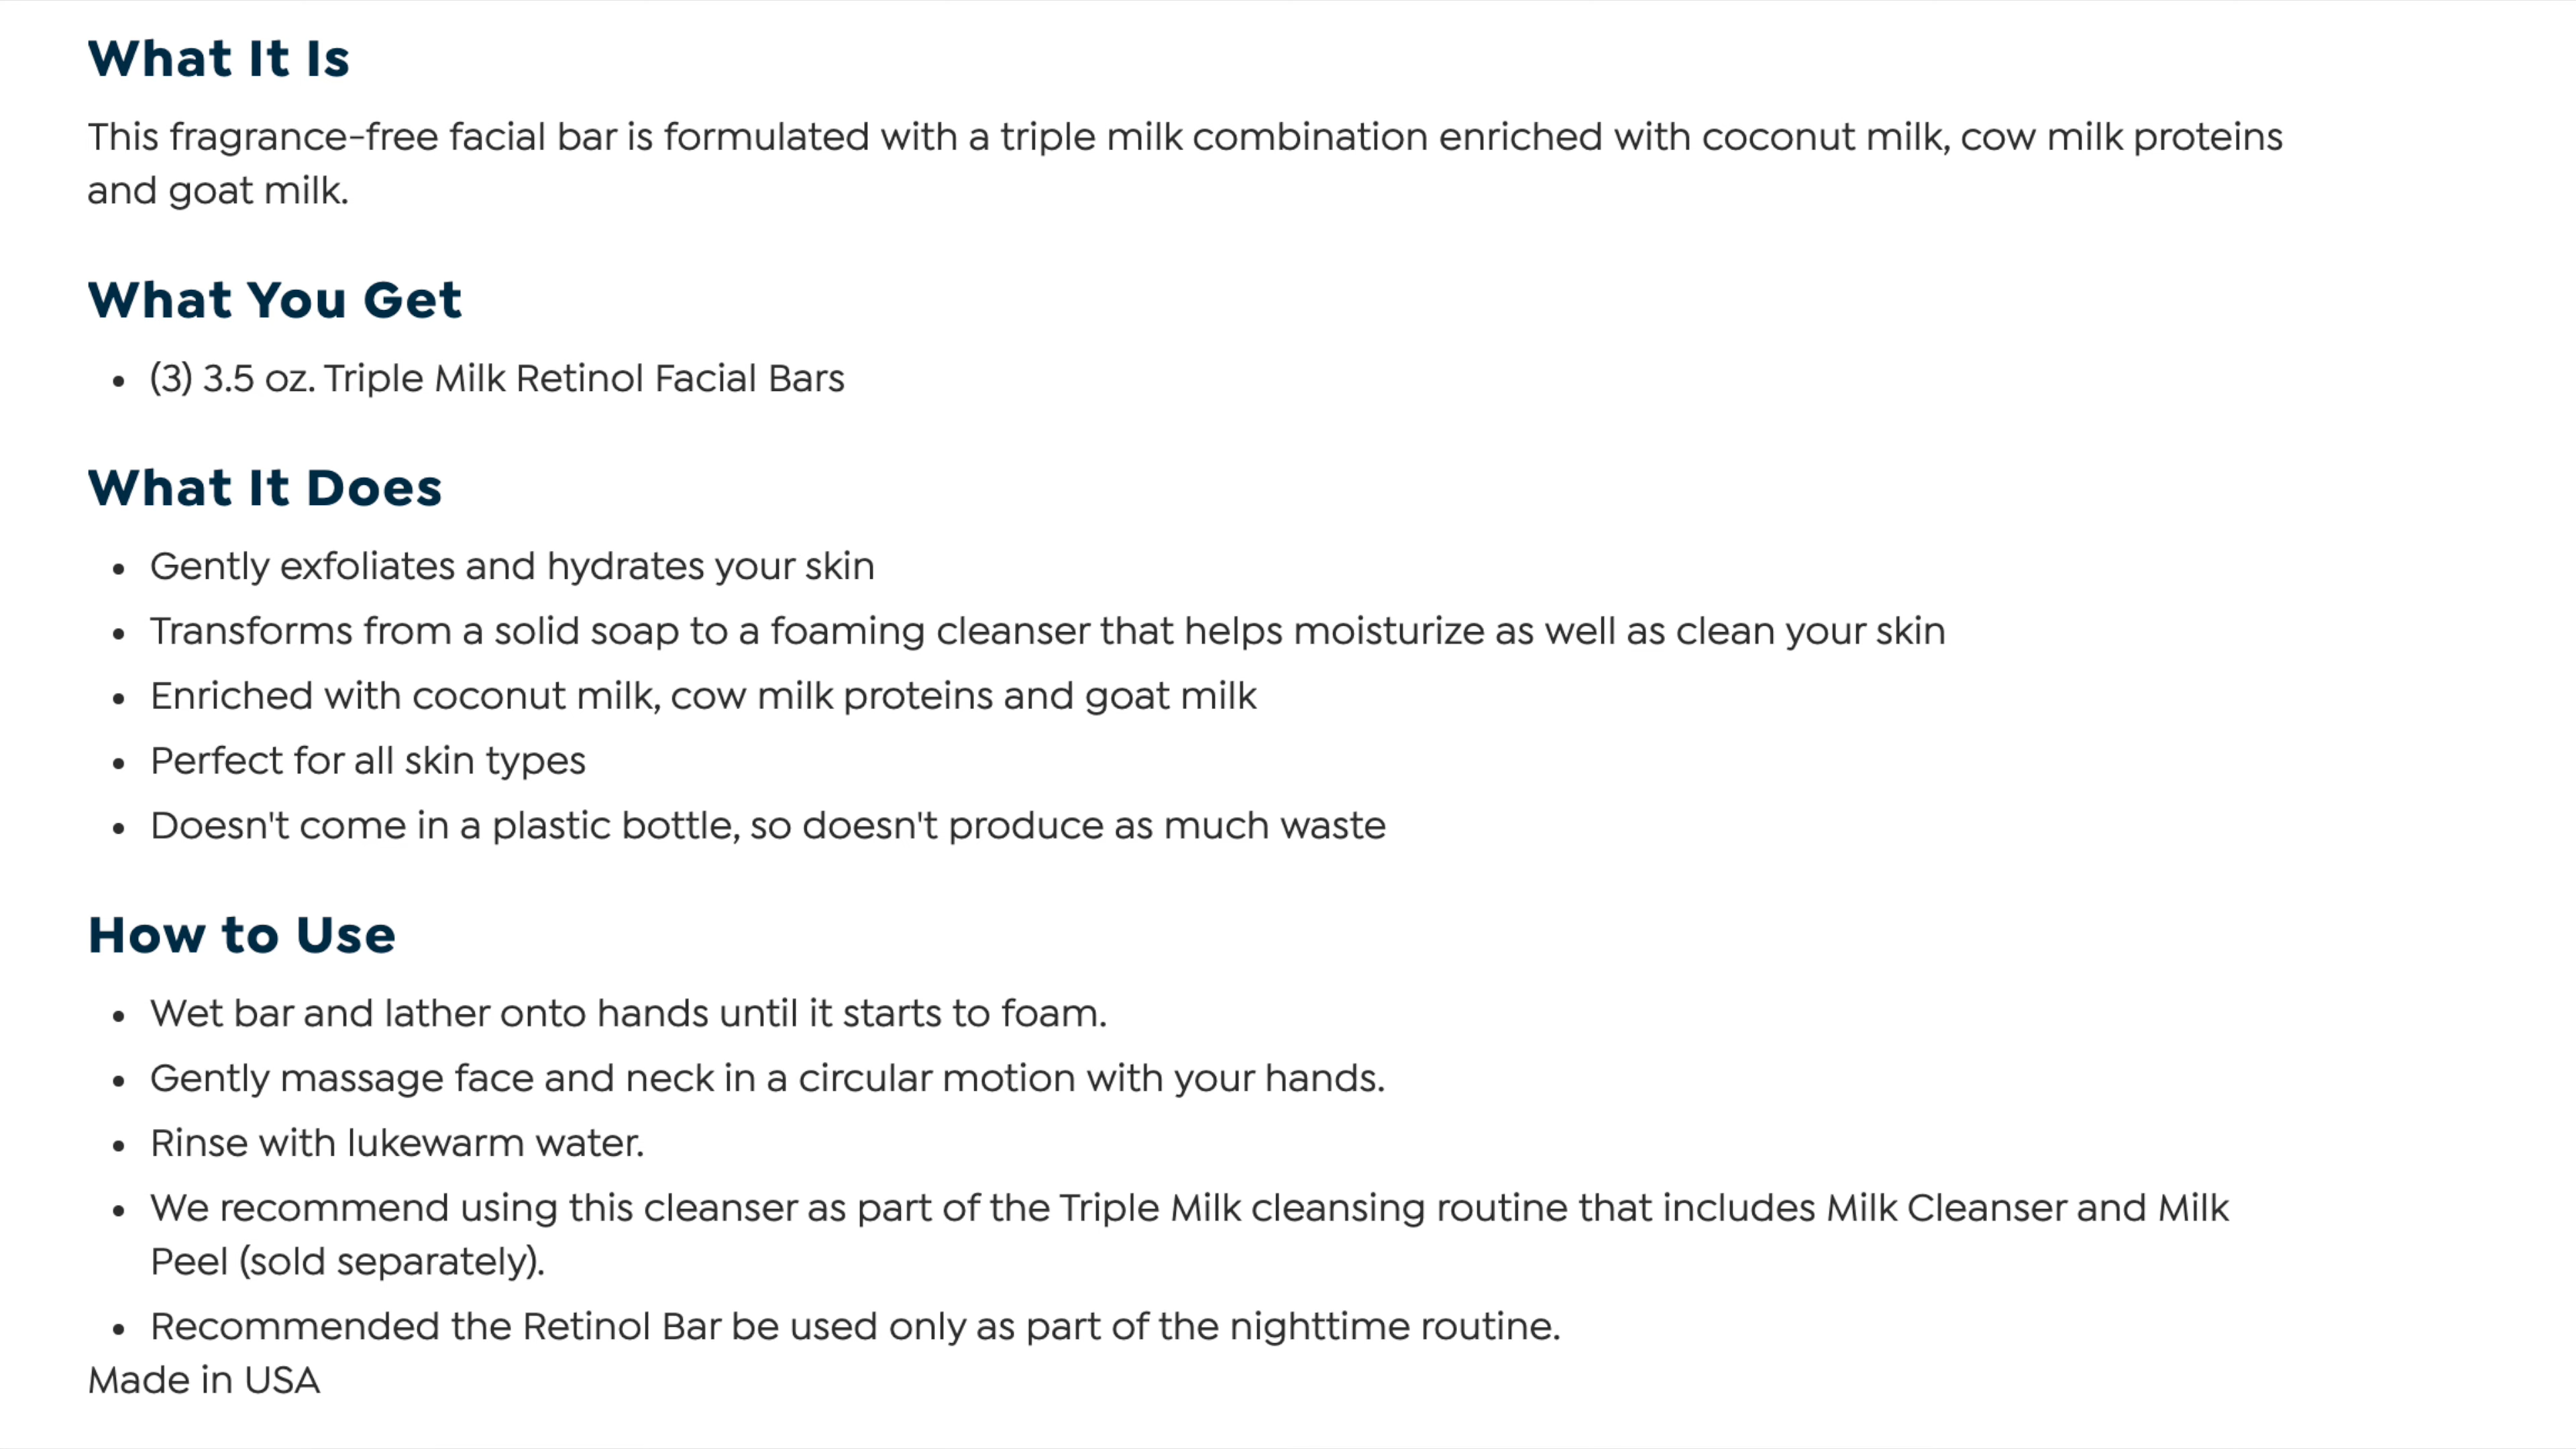 What It Is
This fragrance-free facial bar is formulated with a triple milk combination enriched with coconut milk, cow milk proteins
and goat milk.
What You Get
• (3) 3.5 oz. Triple Milk Retinol Facial Bars
What It Does
• Gently exfoliates and hydrates your skin
• Transforms from a solid soap to a foaming cleanser that helps moisturize as well as clean your skin
• Enriched with coconut milk, cow milk proteins and goat milk
• Perfect for all skin types
• Doesn't come in a plastic bottle, so doesn't produce as much waste
How to Use
• Wet bar and lather onto hands until it starts to foam.
• Gently massage face and neck in a circular motion with your hands.
• Rinse with lukewarm water.
• We recommend using this cleanser as part of the Triple Milk cleansing routine that includes Milk Cleanser and Milk
Peel (sold separately).
• Recommended the Retinol Bar be used only as part of the nighttime routine.
Made in USA